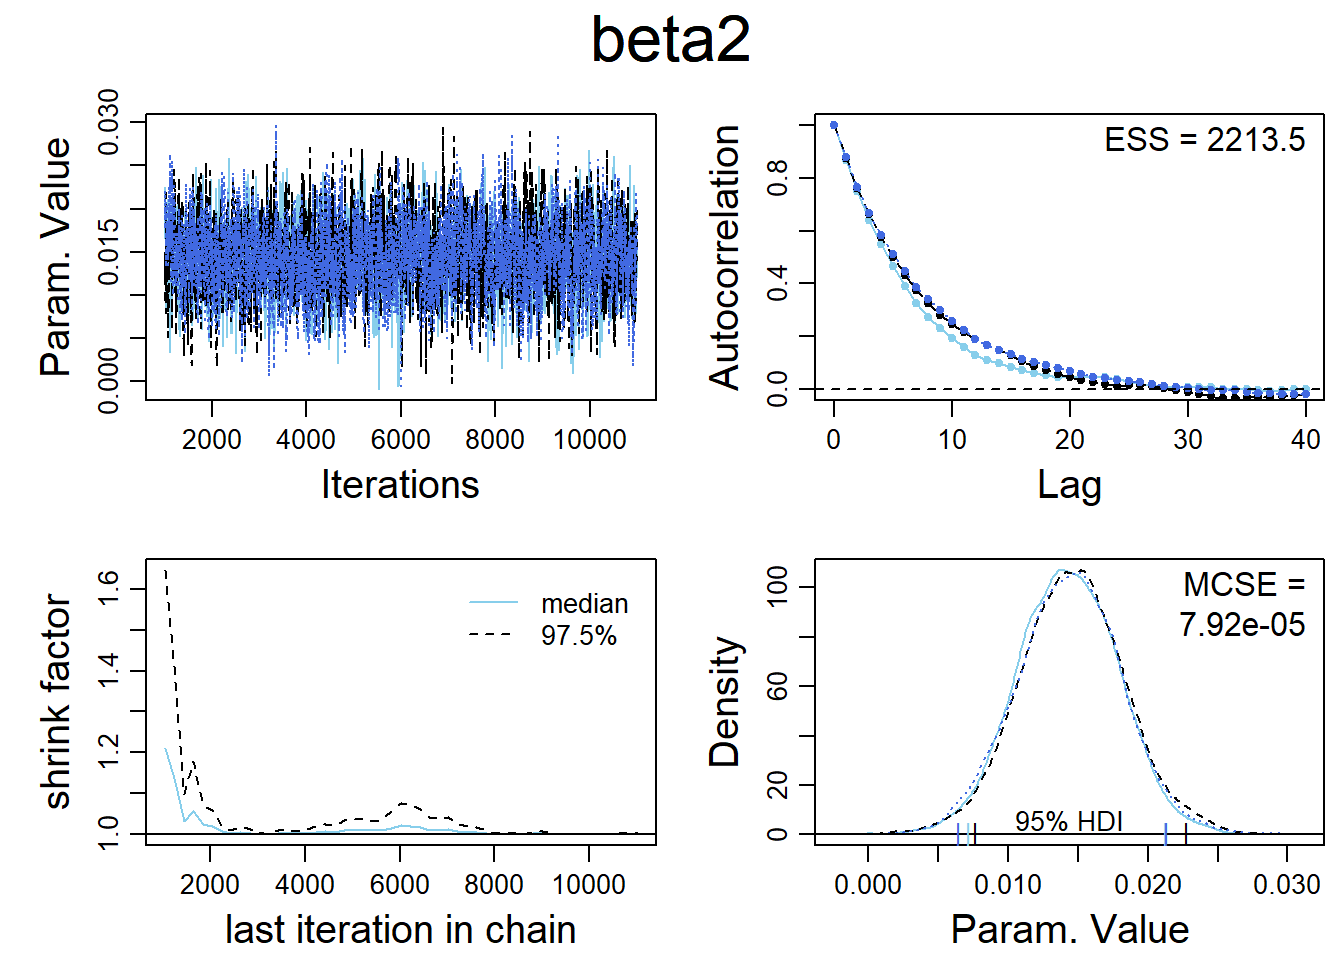 beta2
Param. Value
0.000 0.015 0.030
2000 4000 6000 8000 10000
Iterations
Autocorrelation
0.0 0.4 0.8
ESS = 2213.5
0 10 20 30 40
Lag
shrink factor
1.0 1.2 1.4 1.6
median
97.5%
2000 4000 6000 8000 10000
last iteration in chain
Density
0 20 60 100
MCSE =
7.92e-05
95% HDI
0.000 0.010 0.020 0.030
Param. Value